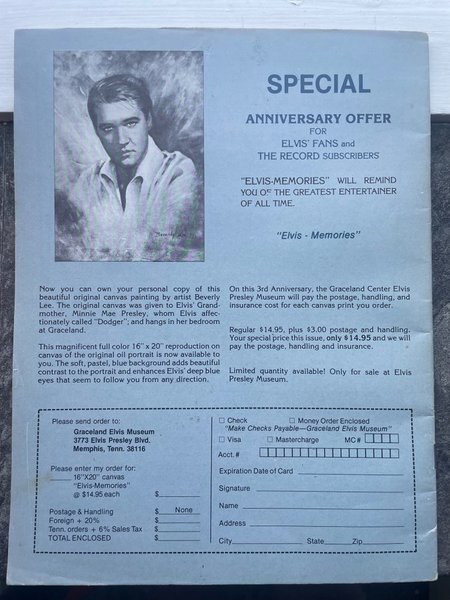 SPECIAL
ANNIVERSARY OFFER
FOR
ELVIS' FANS and
THE RECORD SUBSCRIBERS
"ELVIS-MEMORIES" WILL REMIND
YOU OF THE GREATEST ENTERTAINER
OF ALL TIME.
"Elvis - Memories"
Now you can own your personal copy of this
beautiful original canvas painting by artist Beverly
Lee. The original canvas was given to Elvis' Grand-
mother, Minnie Mae Presley, whom Elvis affec-
tionately called "Dodger"; and hangs in her bedroom
at Graceland.
This magnificent full color 16" x 20" reproduction on
canvas of the original oil portrait is now available to
you. The soft, pastel, blue background adds beautiful
contrast to the portrait and enhances Elvis' deep blue
eyes that seem to follow you from any direction.
On this 3rd Anniversary, the Graceland Center Elvis
Presley Museum will pay the postage, handling, and
insurance cost for each canvas print you order.
Regular $14.95, plus $3.00 postage and handling.
Your special price this issue, only $14.95 and we will
pay the postage, handling and insurance.
Limited quantity available! Only for sale at Elvis
Presley Museum.
Please send order to:
Graceland Elvis Museum
3773 Elvis Presley Blvd.
Memphis, Tenn. 38116
Please enter my order for:
16"X20" canvas
"Elvis-Memories"
@ $14.95 each $
Postage & Handling $ None
Foreign + 20% $
Tenn. orders + 6% Sales Tax $
TOTAL ENCLOSED $
Check Money Order Enclosed
"Make Checks Payable-Graceland Elvis Museum"
Visa Mastercharge MC#
Acct. #
Expiration Date of Card
Signature
Name
Address
City State Zip